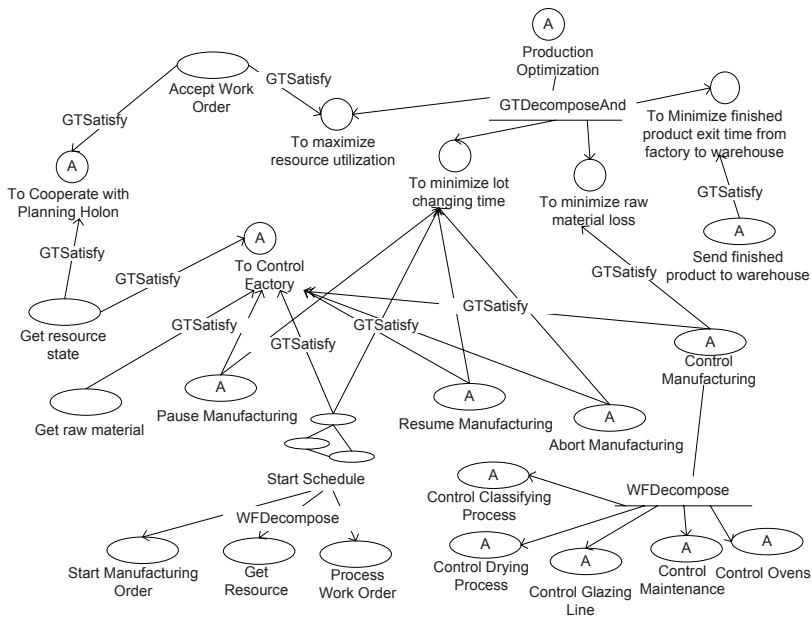 A
Production
Optimization
Accept Work
Order
GTSatisfy
GTDecomposeAnd
GTSatisfy
To maximize
resource utilization
To Minimize finished
product exit time from
factory to warehouse
A
To Cooperate with
Planning Holon
To minimize lot
changing time
To minimize raw
material loss
GTSatisfy
A
Send finished
product to warehouse
GTSatisfy
A
To Control
Factory
GTSatisfy
GTSatisfy
Get resource
state
GTSatisfy
GTSatisfy
GTSatisfy
A
Control
Manufacturing
Get raw material
A
Pause Manufacturing
A
Resume Manufacturing
A
Abort Manufacturing
Start Schedule
WFDecompose
Start Manufacturing
Order
Get
Resource
Process
Work Order
WFDecompose
A
Control Classifying
Process
A
Control Drying
Process
A
Control Glazing
Line
A
Control
Maintenance
A
Control Ovens